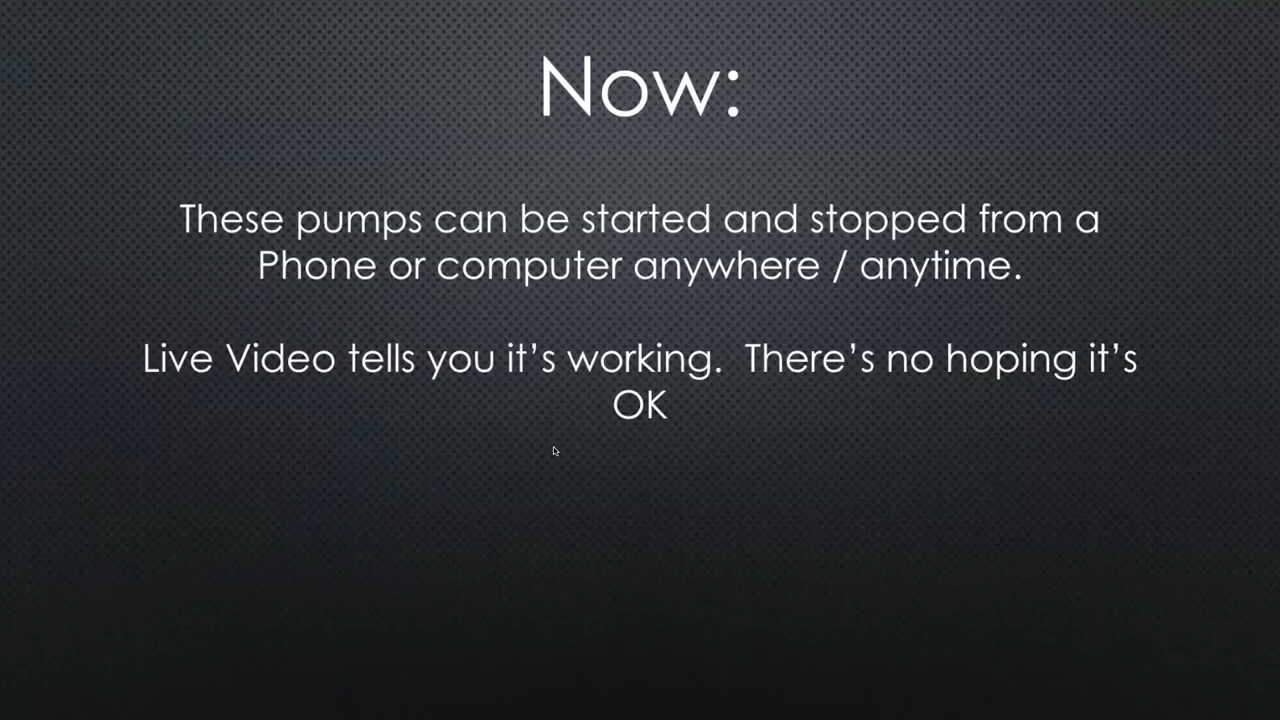 Now:
These pumps can be started and stopped from a
Phone or computer anywhere / anytime.
Live Video tells you it’s working.  There’s no hoping it’s
OK